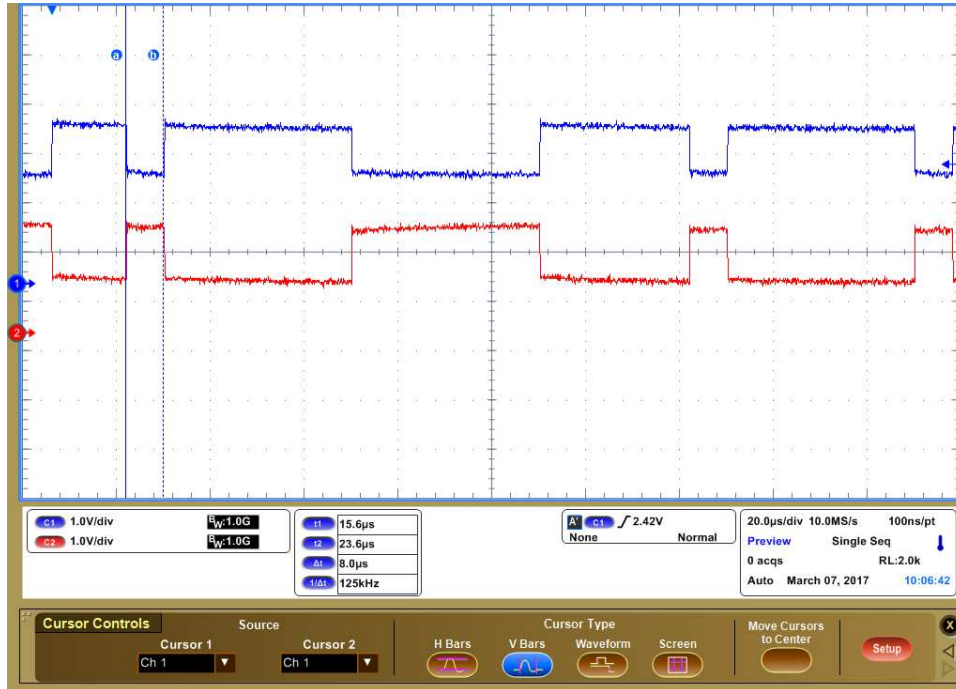 a b
1
2
C1 1.0V/div BW:1.0G
C2 1.0V/div BW:1.0G
t1 15.6µs
t2 23.6µs
Δt 8.0µs
1/Δt 125kHz
A' C1 2.42V
None Normal
20.0µs/div 10.0MS/s 100ns/pt
Preview Single Seq
0 acqs RL:2.0k
Auto March 07, 2017 10:06:42
Cursor Controls
Source
Cursor 1 Cursor 2
Ch 1 Ch 1
Cursor Type
H Bars V Bars Waveform Screen
Move Cursors
to Center
Setup
X